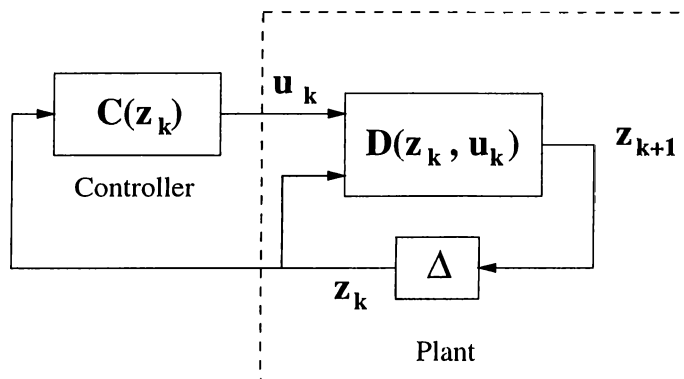 C(z_k)
u_k
Controller
D(z_k , u_k)
z_{k+1}
Δ
z_k
Plant